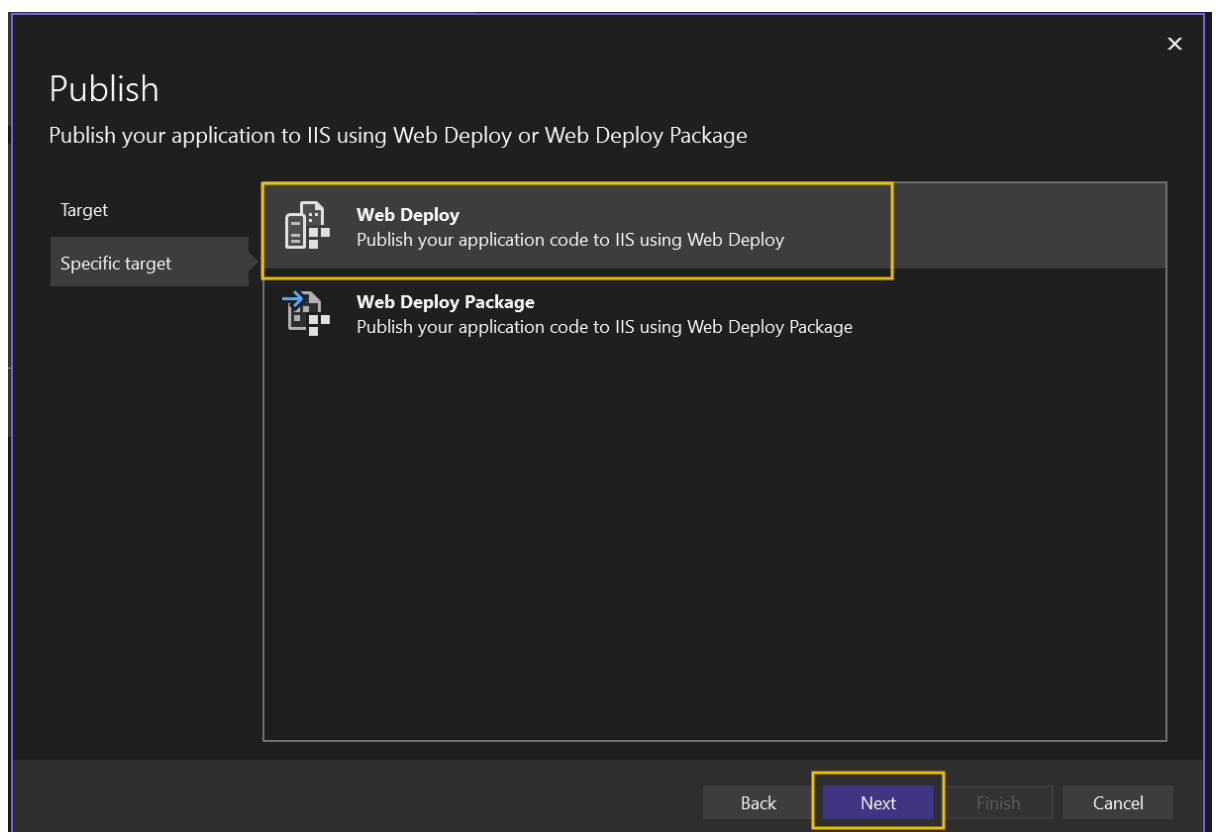 Publish
Publish your application to IIS using Web Deploy or Web Deploy Package
Target
Specific target
Web Deploy
Publish your application code to IIS using Web Deploy
Web Deploy Package
Publish your application code to IIS using Web Deploy Package
Back
Next
Finish
Cancel